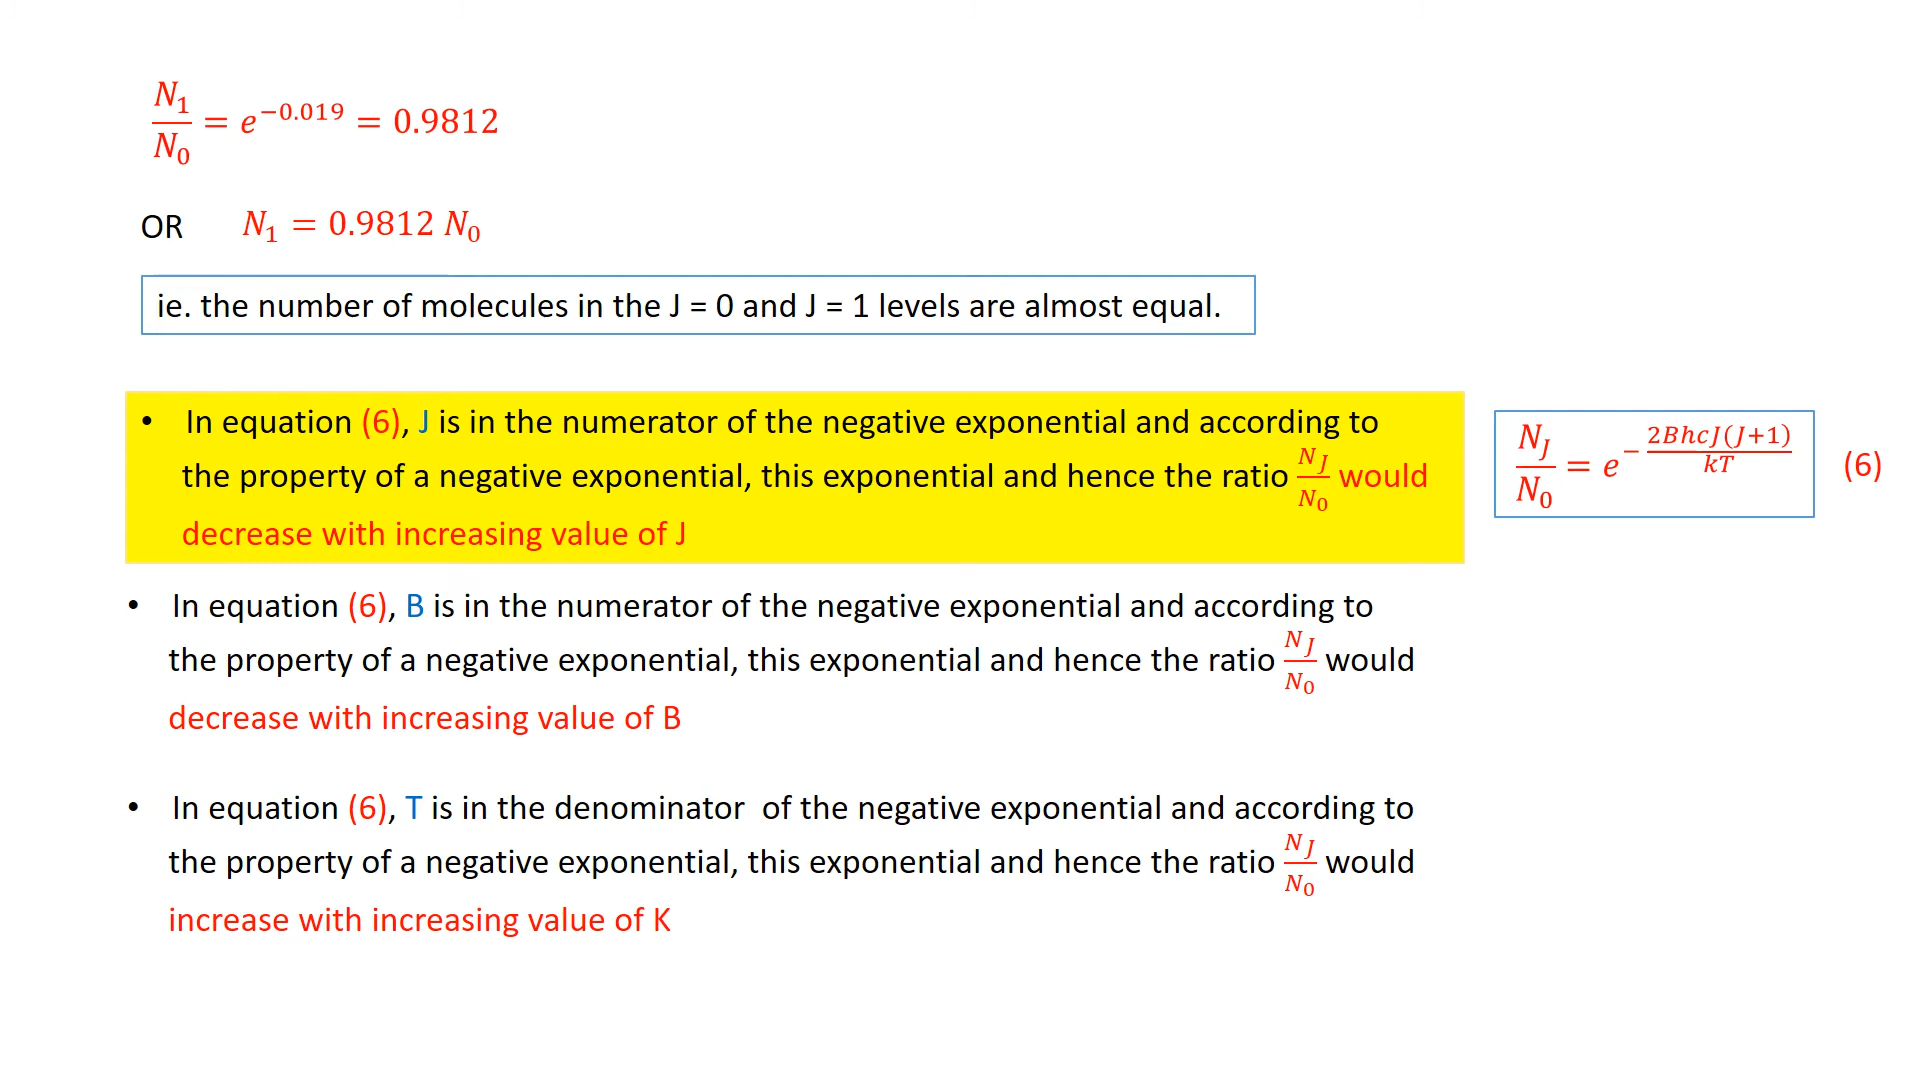 N₁/N₀ = e^−0.019 = 0.9812
OR N₁ = 0.9812 N₀
ie. the number of molecules in the J = 0 and J = 1 levels are almost equal.
• In equation (6), J is in the numerator of the negative exponential and according to
the property of a negative exponential, this exponential and hence the ratio N_J/N₀ would
decrease with increasing value of J
N_J/N₀ = e^−(2BhcJ(J+1)/kT) (6)
• In equation (6), B is in the numerator of the negative exponential and according to
the property of a negative exponential, this exponential and hence the ratio N_J/N₀ would
decrease with increasing value of B
• In equation (6), T is in the denominator of the negative exponential and according to
the property of a negative exponential, this exponential and hence the ratio N_J/N₀ would
increase with increasing value of K